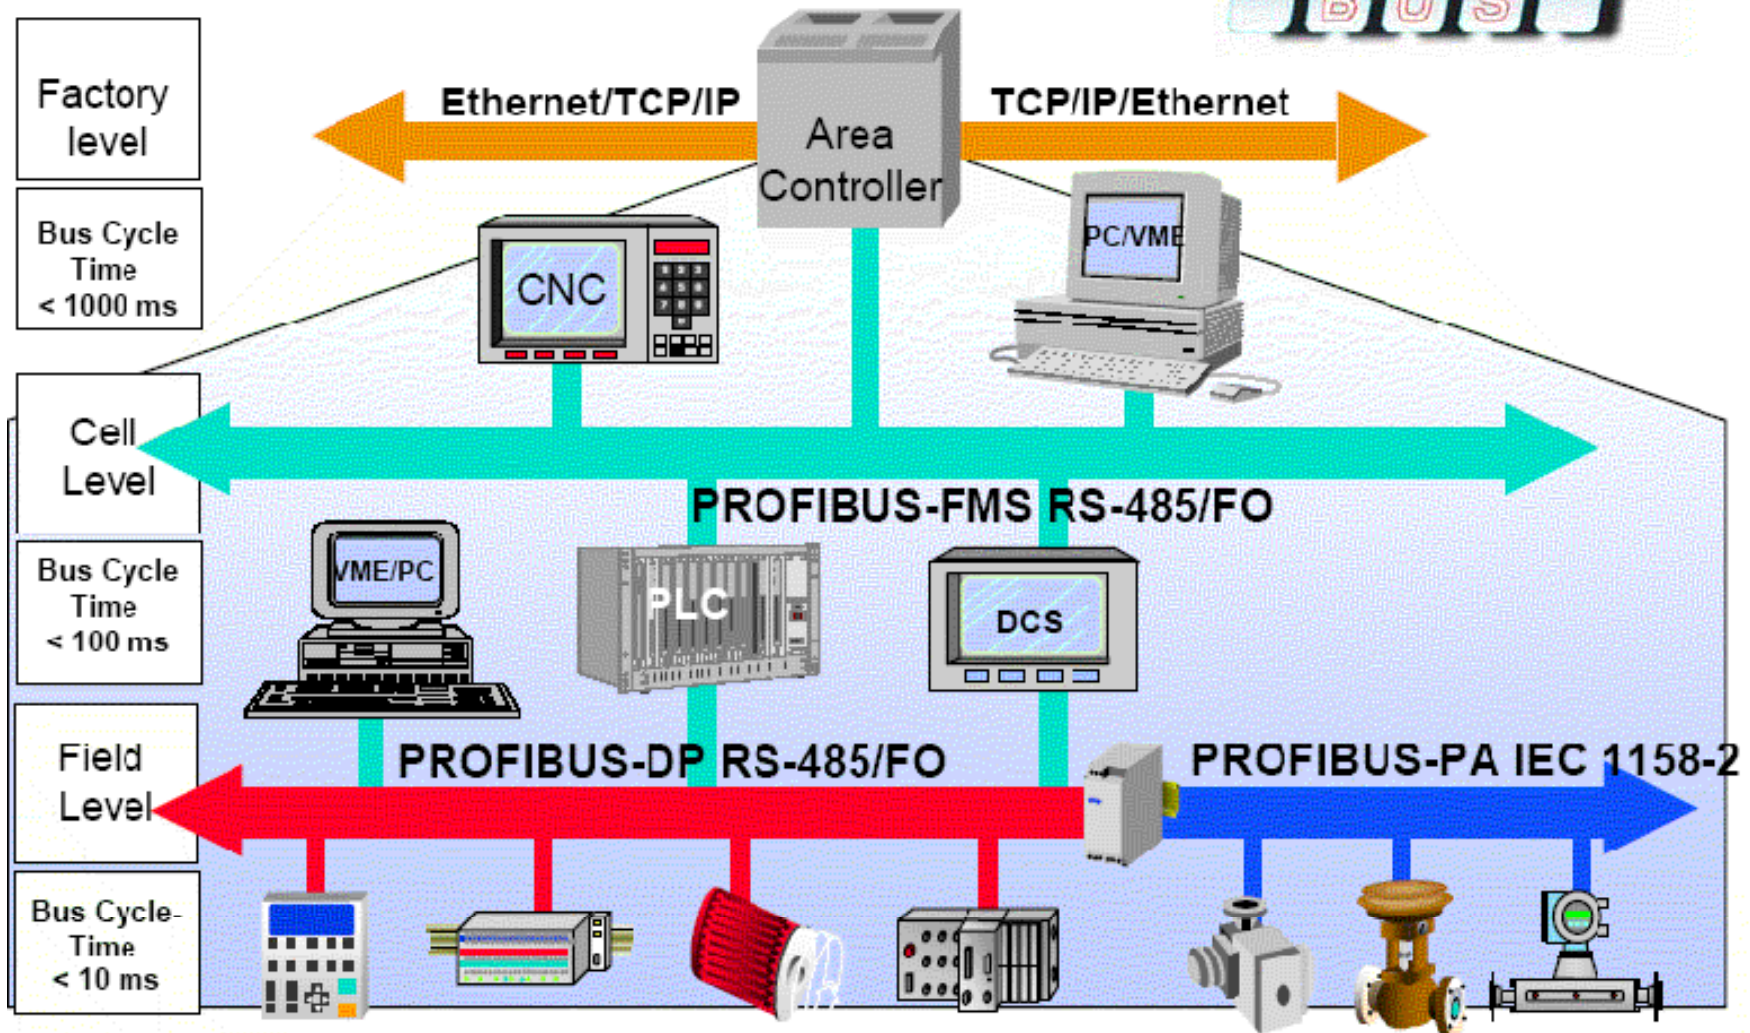 BUS
Factory
level
Ethernet/TCP/IP
TCP/IP/Ethernet
Area
Controller
Bus Cycle
Time
< 1000 ms
CNC
PC/VME
Cell
Level
PROFIBUS-FMS RS-485/FO
Bus Cycle
Time
< 100 ms
VME/PC
PLC
DCS
Field
Level
PROFIBUS-DP RS-485/FO
PROFIBUS-PA IEC 1158-2
Bus Cycle-
Time
< 10 ms